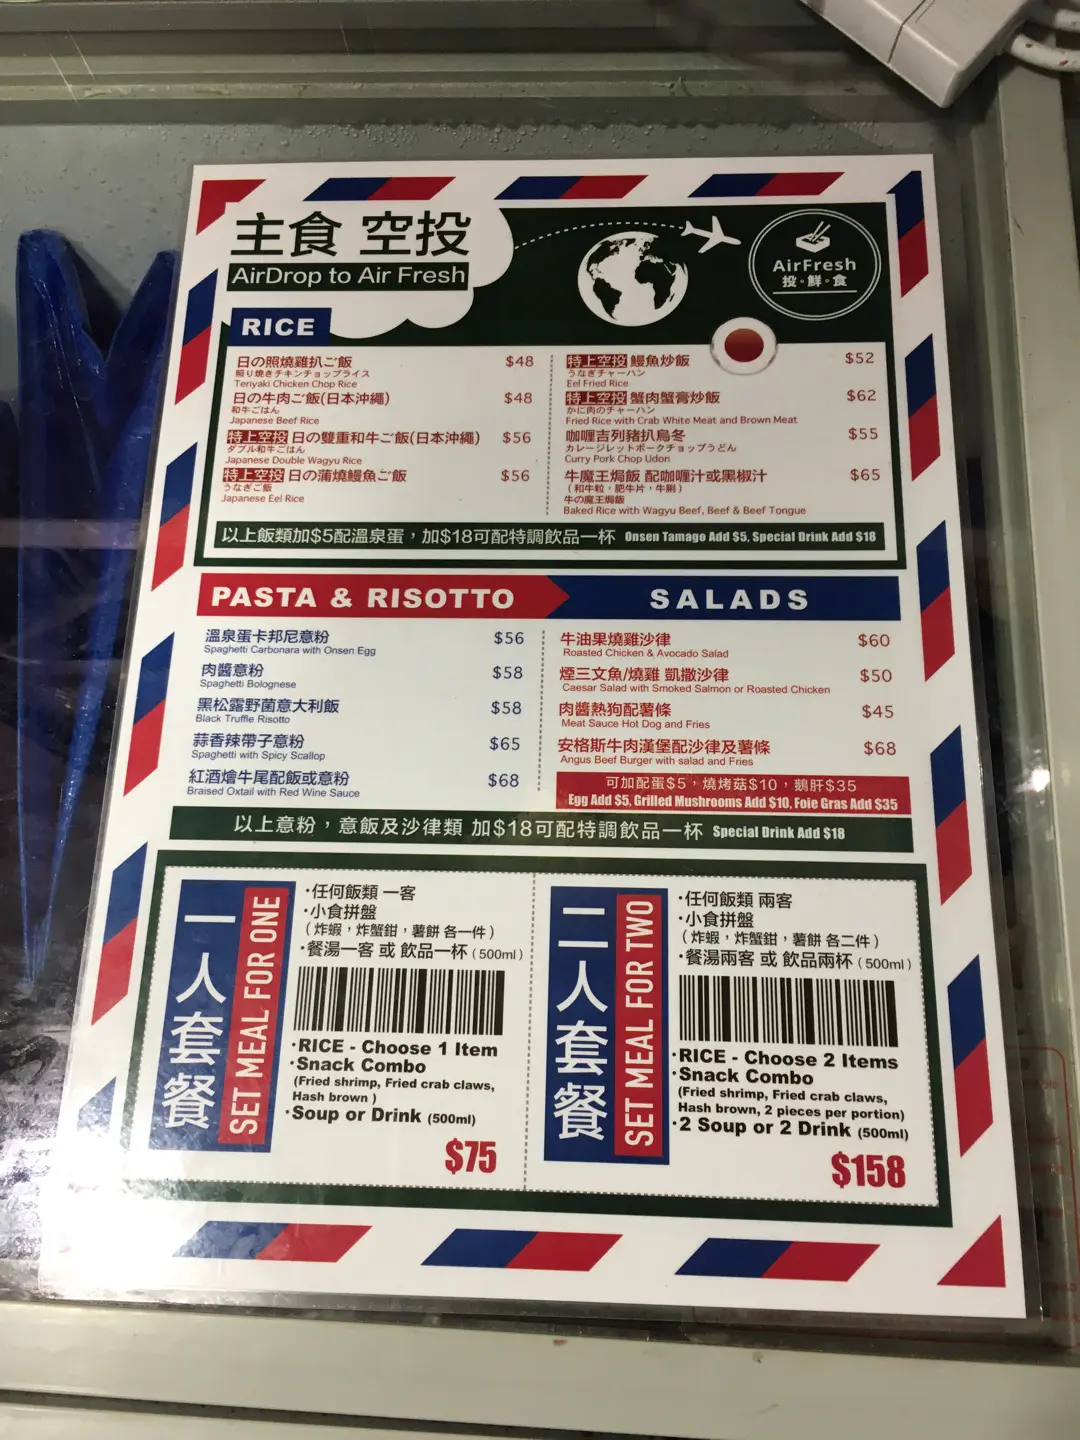 主食 空投
AirDrop to Air Fresh
AirFresh
投•鮮•食
RICE
日の照燒雞扒ご飯 $48
照り焼きチキンチョップライス
Teriyaki Chicken Chop Rice
日の牛肉ご飯(日本沖繩) $48
和牛ごはん
Japanese Beef Rice
特上空投 日の雙重和牛ご飯(日本沖繩) $56
ダブル和牛ごはん
Japanese Double Wagyu Rice
特上空投 日の蒲燒鰻魚ご飯 $56
うなぎご飯
Japanese Eel Rice
特上空投 鰻魚炒飯 $52
うなぎチャーハン
Eel Fried Rice
特上空投 蟹肉蟹膏炒飯 $62
かに肉のチャーハン
Fried Rice with Crab White Meat and Brown Meat
咖喱吉列豬扒烏冬 $55
カレージレットポークチョップうどん
Curry Pork Chop Udon
牛魔王焗飯 配咖喱汁或黑椒汁 $65
(和牛粒，肥牛片，牛脷)
牛の魔王焗飯
Baked Rice with Wagyu Beef, Beef & Beef Tongue
以上飯類加$5配溫泉蛋，加$18可配特調飲品一杯 Onsen Tamago Add $5, Special Drink Add $18
PASTA & RISOTTO
溫泉蛋卡邦尼意粉 $56
Spaghetti Carbonara with Onsen Egg
肉醬意粉 $58
Spaghetti Bolognese
黑松露野菌意大利飯 $58
Black Truffle Risotto
蒜香辣帶子意粉 $65
Spaghetti with Spicy Scallop
紅酒燴牛尾配飯或意粉 $68
Braised Oxtail with Red Wine Sauce
SALADS
牛油果燒雞沙律 $60
Roasted Chicken & Avocado Salad
煙三文魚/燒雞 凱撒沙律 $50
Caesar Salad with Smoked Salmon or Roasted Chicken
肉醬熱狗配薯條 $45
Meat Sauce Hot Dog and Fries
安格斯牛肉漢堡配沙律及薯條 $68
Angus Beef Burger with salad and Fries
可加配蛋$5，燒烤菇$10，鵝肝$35
Egg Add $5, Grilled Mushrooms Add $10, Foie Gras Add $35
以上意粉，意飯及沙律類 加$18可配特調飲品一杯 Special Drink Add $18
一人套餐
SET MEAL FOR ONE
•任何飯類 一客
•小食拼盤
(炸蝦，炸蟹鉗，薯餅 各一件)
•餐湯一客 或 飲品一杯 (500ml)
•RICE - Choose 1 Item
•Snack Combo
(Fried shrimp, Fried crab claws,
Hash brown )
•Soup or Drink (500ml)
$75
二人套餐
SET MEAL FOR TWO
•任何飯類 兩客
•小食拼盤
(炸蝦，炸蟹鉗，薯餅 各二件)
•餐湯兩客 或 飲品兩杯 (500ml)
•RICE - Choose 2 Items
•Snack Combo
(Fried shrimp, Fried crab claws,
Hash brown, 2 pieces per portion)
•2 Soup or 2 Drink (500ml)
$158